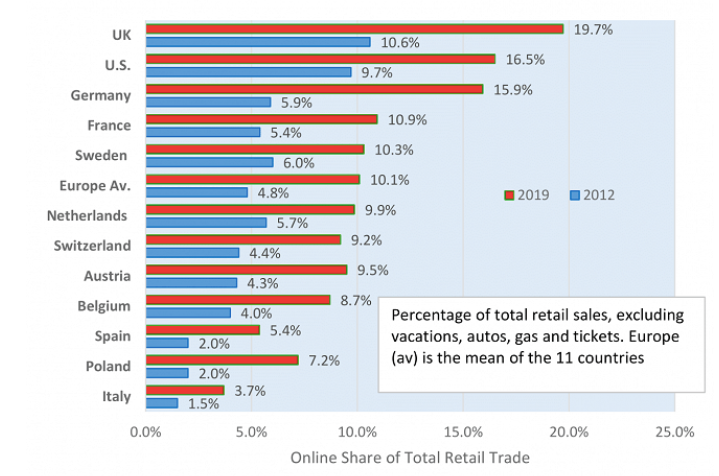 UK 19.7%
10.6%
U.S. 16.5%
9.7%
Germany 15.9%
5.9%
France 10.9%
5.4%
Sweden 10.3%
6.0%
Europe Av. 10.1%
4.8%
2019 2012
Netherlands 9.9%
5.7%
Switzerland 9.2%
4.4%
Austria 9.5%
4.3%
Belgium 8.7%
4.0%
Spain 5.4%
2.0%
Poland 7.2%
2.0%
Italy 3.7%
1.5%
Percentage of total retail sales, excluding
vacations, autos, gas and tickets. Europe
(av) is the mean of the 11 countries
0.0% 5.0% 10.0% 15.0% 20.0% 25.0%
Online Share of Total Retail Trade